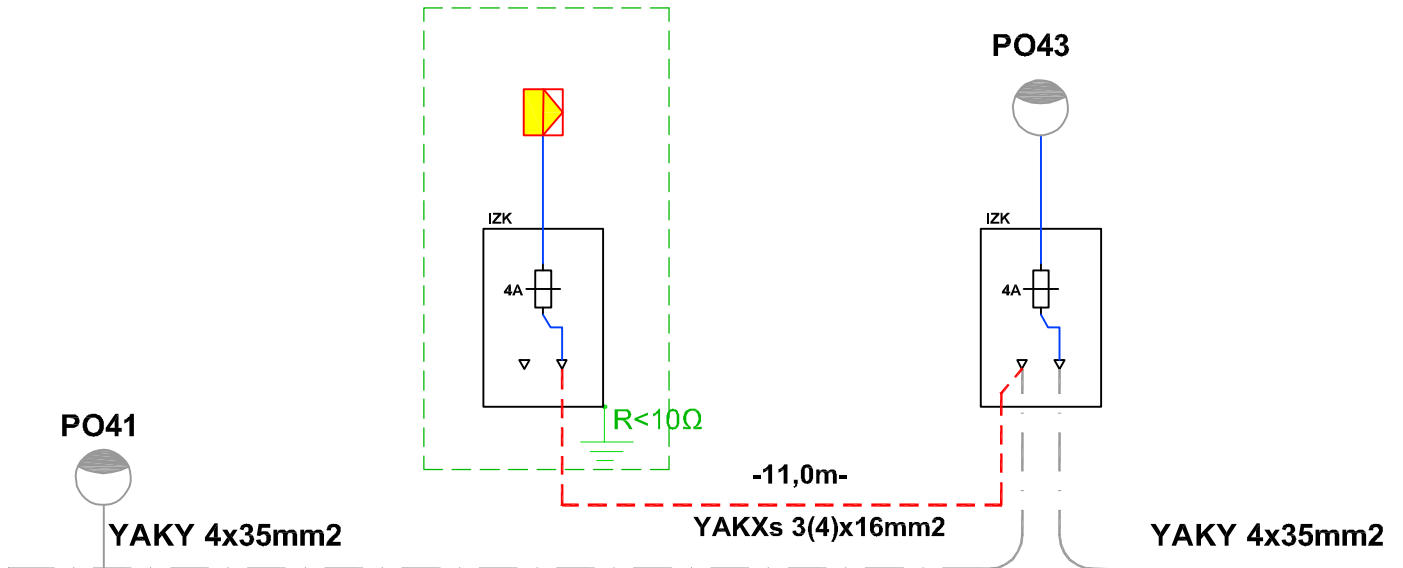 PO43
IZK
IZK
4A
4A
PO41
R<10Ω
-11,0m-
YAKXs 3(4)x16mm2
YAKY 4x35mm2
YAKY 4x35mm2